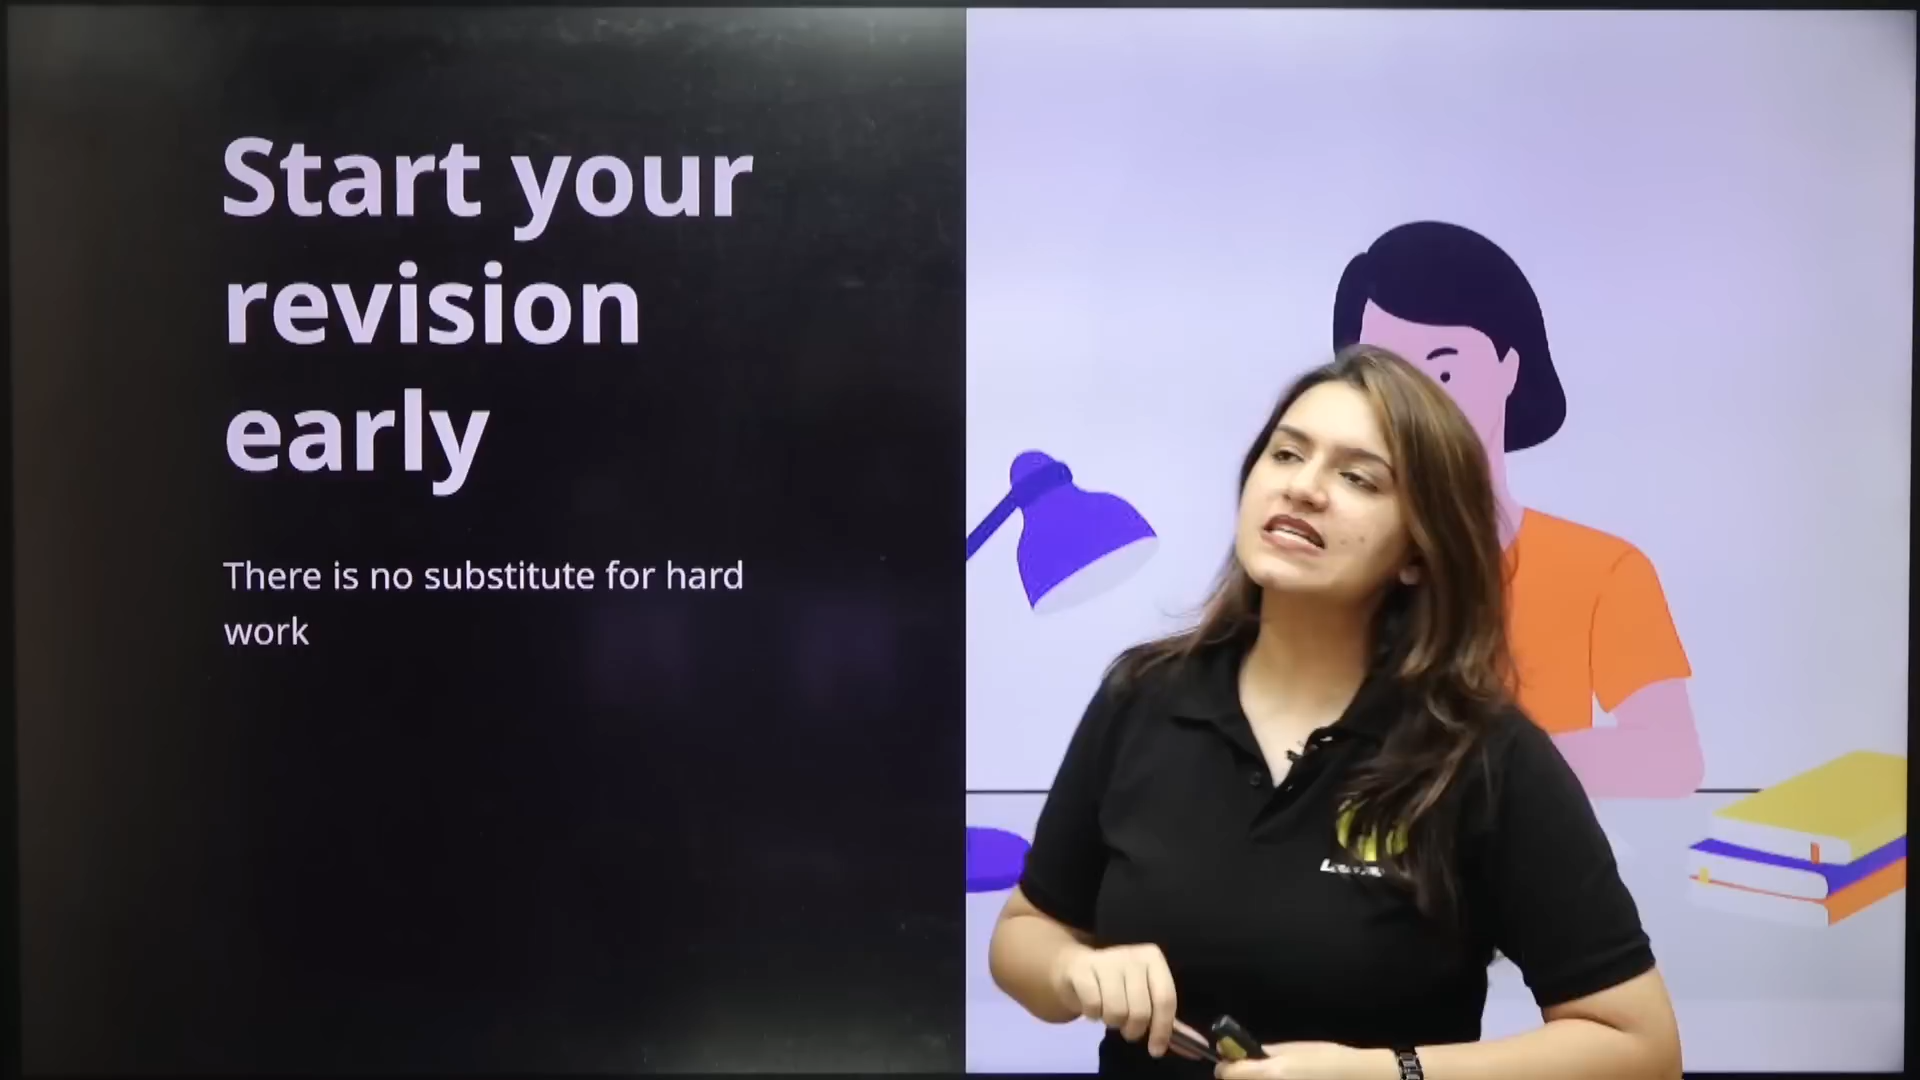 Start your
revision
early
There is no substitute for hard
work